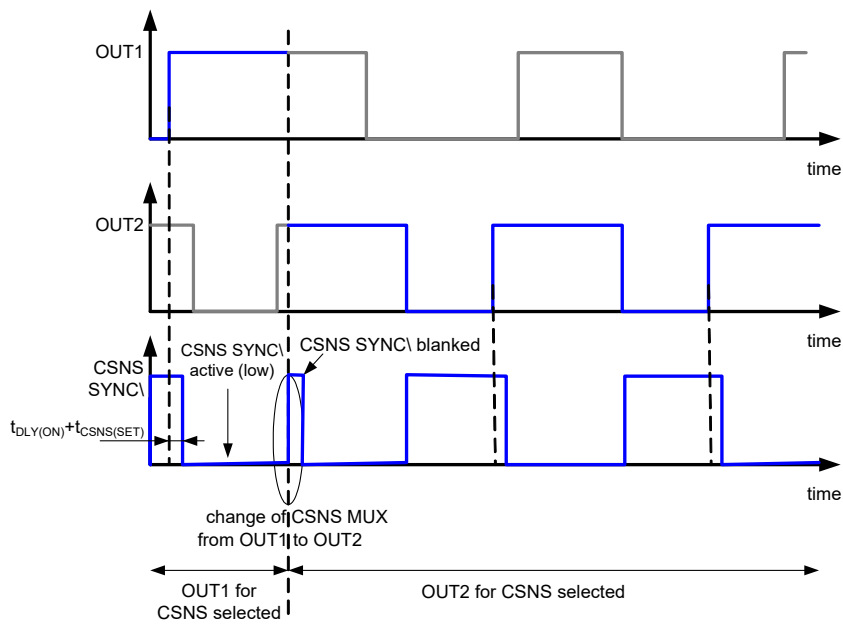 OUT1
time
OUT2
time
CSNS SYNC\
active (low)
CSNS SYNC\ blanked
CSNS
SYNC\
tDLY(ON)+tCSNS(SET)
time
change of CSNS MUX
from OUT1 to OUT2
OUT1 for
CSNS selected
OUT2 for CSNS selected